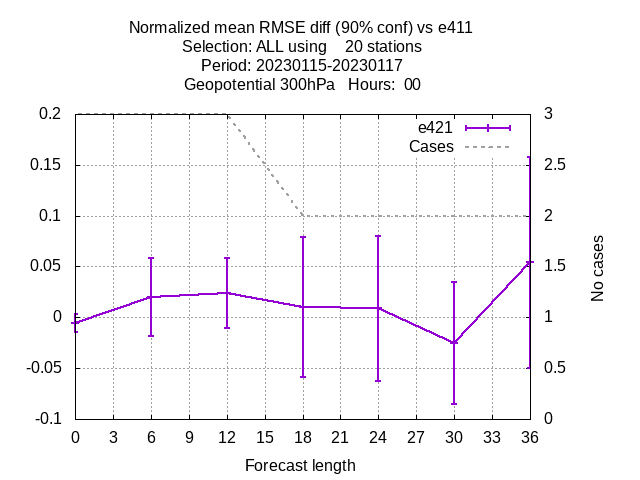 Normalized mean RMSE diff (90% conf) vs e411
Selection: ALL using    20 stations
Period: 20230115-20230117
Geopotential 300hPa   Hours:  00
0.2
0.15
0.1
0.05
0
-0.05
-0.1
3
2.5
2
1.5
1
0.5
0
e421
Cases
No cases
0 3 6 9 12 15 18 21 24 27 30 33 36
Forecast length